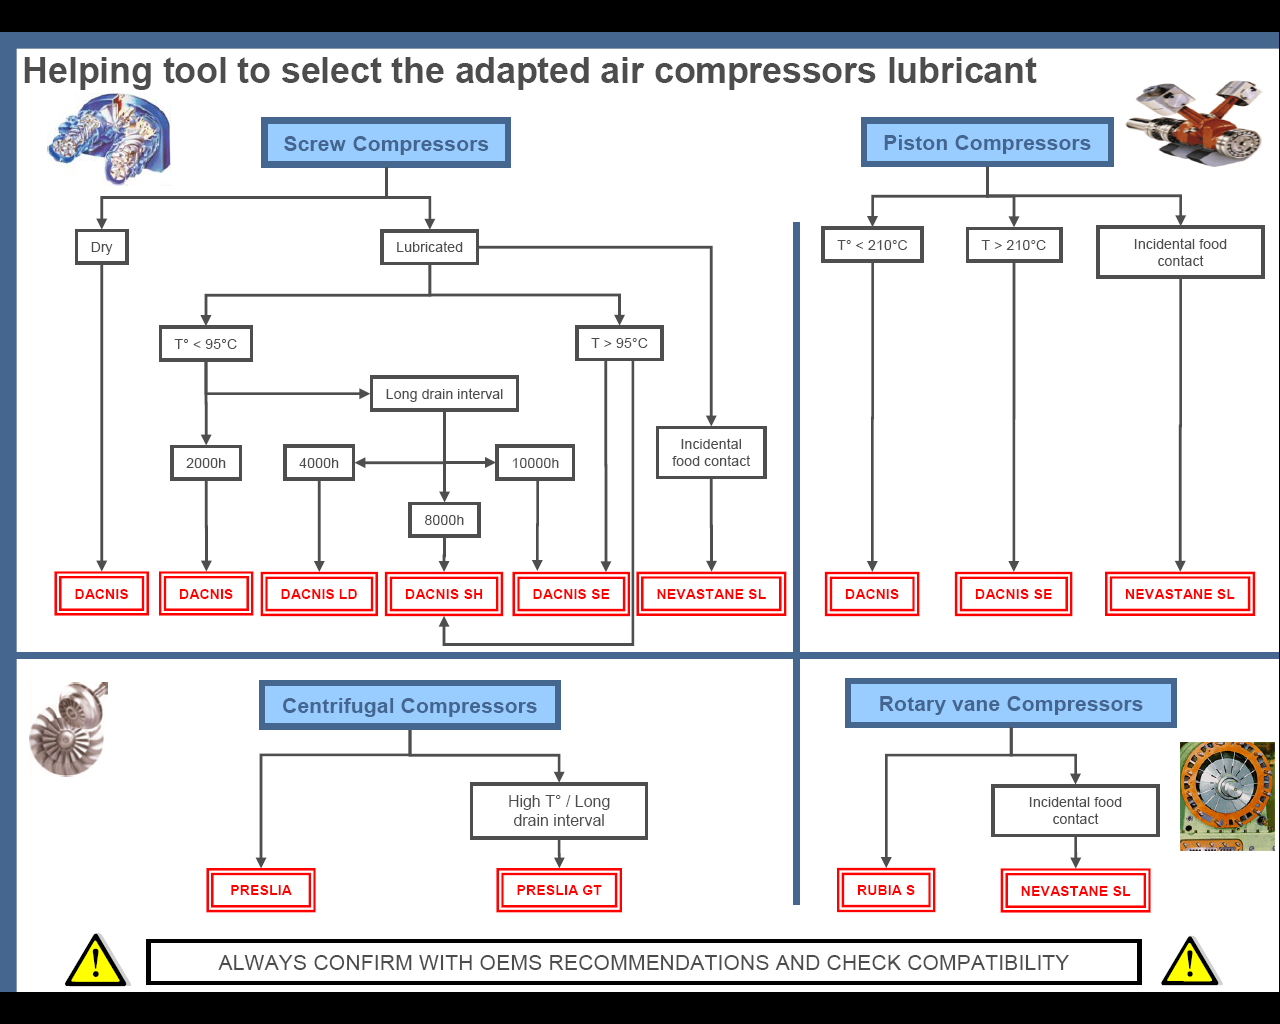 Helping tool to select the adapted air compressors lubricant
Screw Compressors
Dry
Lubricated
T° < 95°C
T > 95°C
Long drain interval
2000h
4000h
10000h
8000h
Incidental
food contact
DACNIS
DACNIS
DACNIS LD
DACNIS SH
DACNIS SE
NEVASTANE SL
Piston Compressors
T° < 210°C
T > 210°C
Incidental food
contact
DACNIS
DACNIS SE
NEVASTANE SL
Centrifugal Compressors
High T° / Long
drain interval
PRESLIA
PRESLIA GT
Rotary vane Compressors
Incidental food
contact
RUBIA S
NEVASTANE SL
ALWAYS CONFIRM WITH OEMS RECOMMENDATIONS AND CHECK COMPATIBILITY